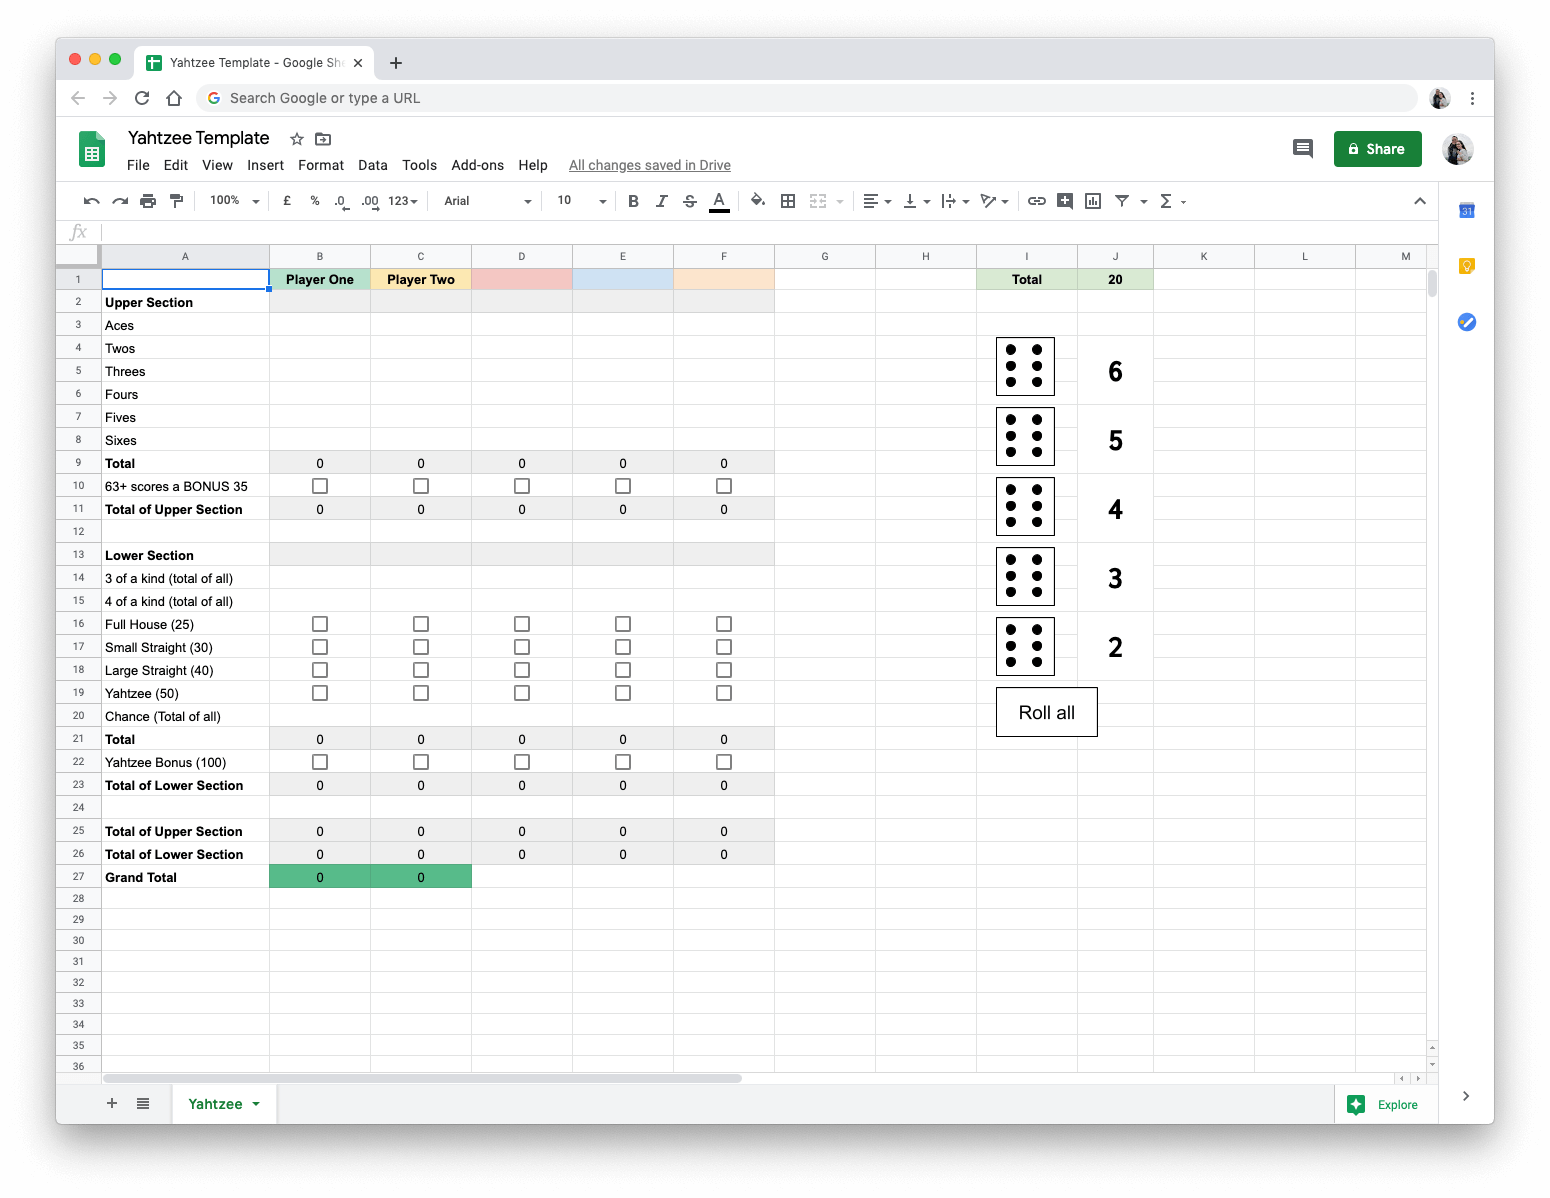 Yahtzee Template - Google She
Search Google or type a URL
Yahtzee Template
File Edit View Insert Format Data Tools Add-ons Help All changes saved in Drive
Share
100% £ % .0 .00 123 Arial 10 B I S A Σ
31
fx
A B C D E F G H I J K L M
1 Player One Player Two Total 20
2 Upper Section
3 Aces
4 Twos
5 Threes 6
6 Fours
7 Fives
8 Sixes 5
9 Total 0 0 0 0 0
10 63+ scores a BONUS 35
11 Total of Upper Section 0 0 0 0 0 4
12
13 Lower Section
14 3 of a kind (total of all) 3
15 4 of a kind (total of all)
16 Full House (25)
17 Small Straight (30) 2
18 Large Straight (40)
19 Yahtzee (50)
20 Chance (Total of all) Roll all
21 Total 0 0 0 0 0
22 Yahtzee Bonus (100)
23 Total of Lower Section 0 0 0 0 0
24
25 Total of Upper Section 0 0 0 0 0
26 Total of Lower Section 0 0 0 0 0
27 Grand Total 0 0
28
29
30
31
32
33
34
35
36
Yahtzee
Explore